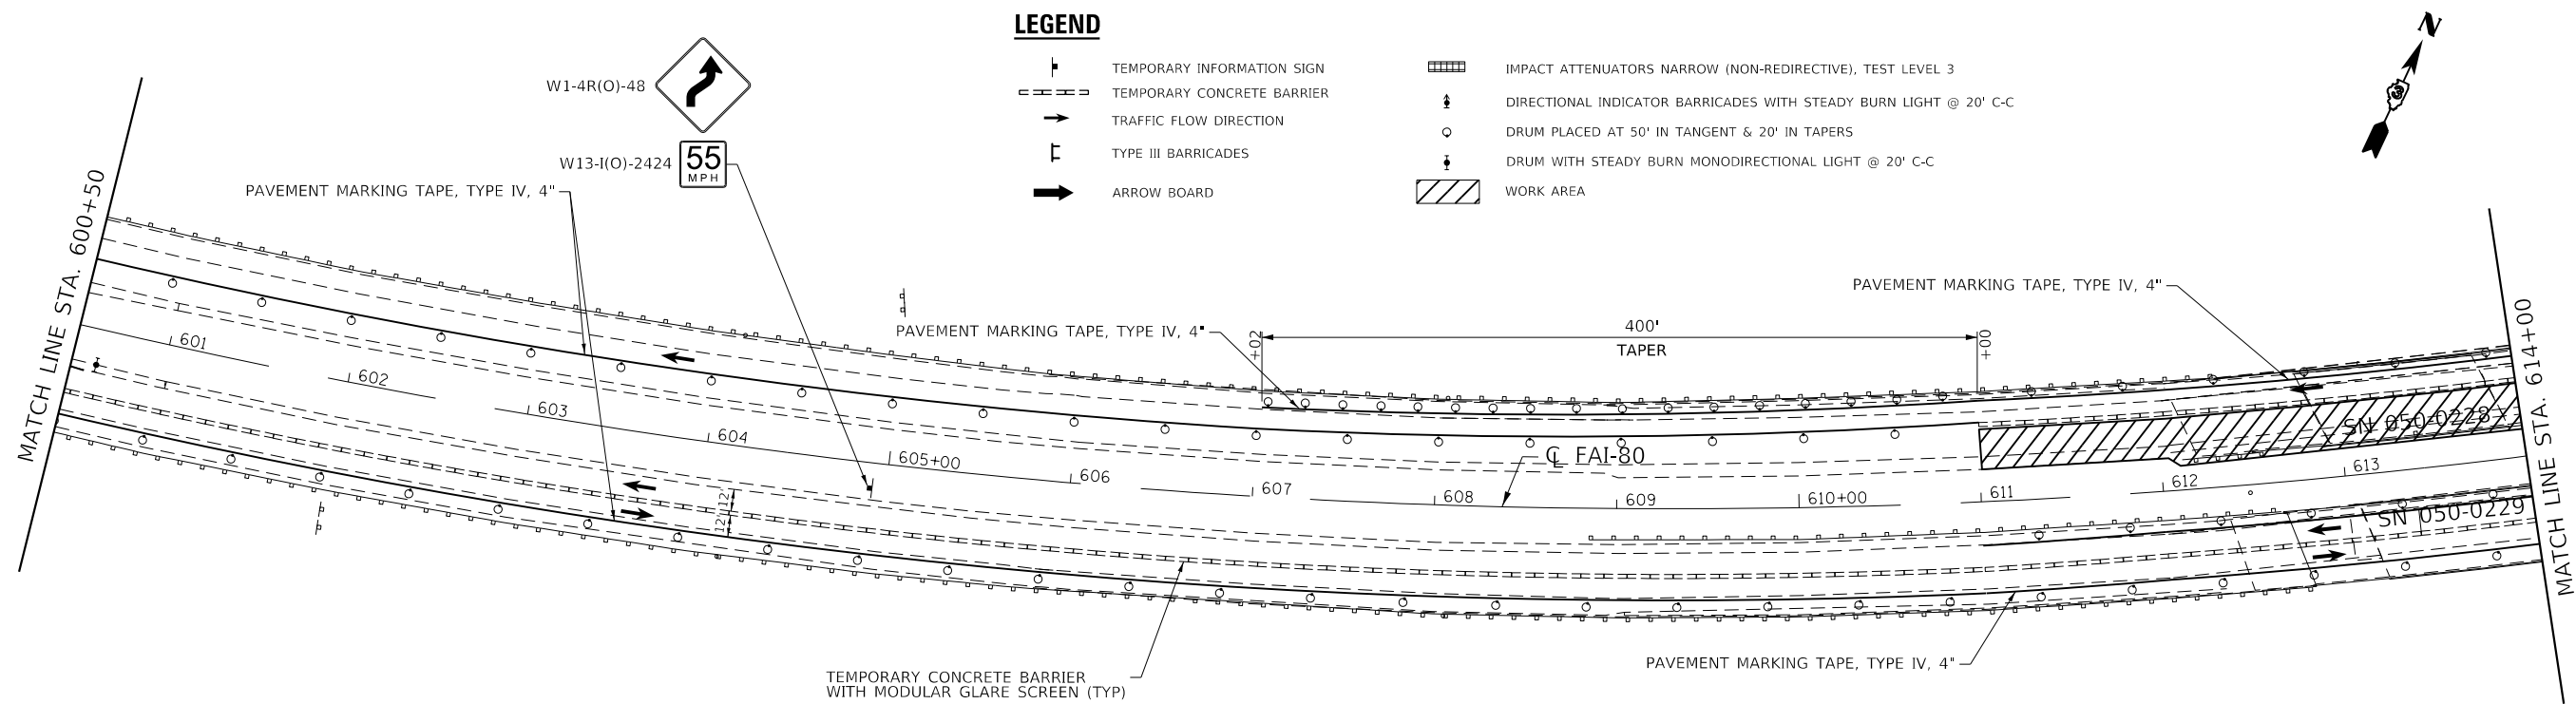 LEGEND
TEMPORARY INFORMATION SIGN
TEMPORARY CONCRETE BARRIER
TRAFFIC FLOW DIRECTION
TYPE III BARRICADES
ARROW BOARD
IMPACT ATTENUATORS NARROW (NON-REDIRECTIVE), TEST LEVEL 3
DIRECTIONAL INDICATOR BARRICADES WITH STEADY BURN LIGHT @ 20' C-C
DRUM PLACED AT 50' IN TANGENT & 20' IN TAPERS
DRUM WITH STEADY BURN MONODIRECTIONAL LIGHT @ 20' C-C
WORK AREA
N
3
W1-4R(O)-48
W13-I(O)-2424
55
MPH
MATCH LINE STA. 600+50
PAVEMENT MARKING TAPE, TYPE IV, 4"
PAVEMENT MARKING TAPE, TYPE IV, 4"
+02
400'
TAPER
+00
PAVEMENT MARKING TAPE, TYPE IV, 4"
MATCH LINE STA. 614+00
601
602
603
604
605+00
606
607
608
609
610+00
611
612
613
℄ FAI-80
SN 050-0228
SN 050-0229
12'
12'
TEMPORARY CONCRETE BARRIER
WITH MODULAR GLARE SCREEN (TYP)
PAVEMENT MARKING TAPE, TYPE IV, 4"